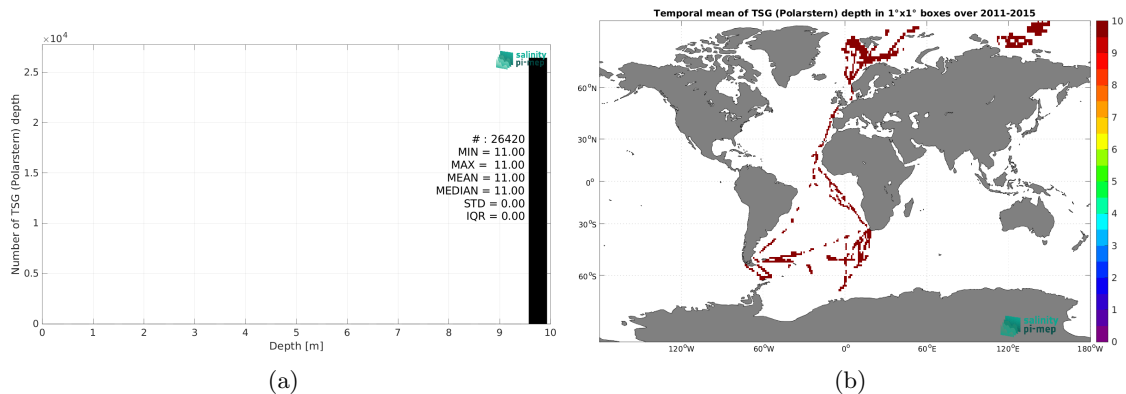 ×10⁴
2.5
2
1.5
1
0.5
0
Number of TSG (Polarstern) depth
salinity
pi-mep
# : 26420
MIN = 11.00
MAX = 11.00
MEAN = 11.00
MEDIAN = 11.00
STD = 0.00
IQR = 0.00
0 1 2 3 4 5 6 7 8 9 10
Depth [m]
(a)
Temporal mean of TSG (Polarstern) depth in 1°x1° boxes over 2011-2015
60°N
30°N
0°
30°S
60°S
120°W 60°W 0° 60°E 120°E 180°W
salinity
pi-mep
10
9
8
7
6
5
4
3
2
1
0
(b)